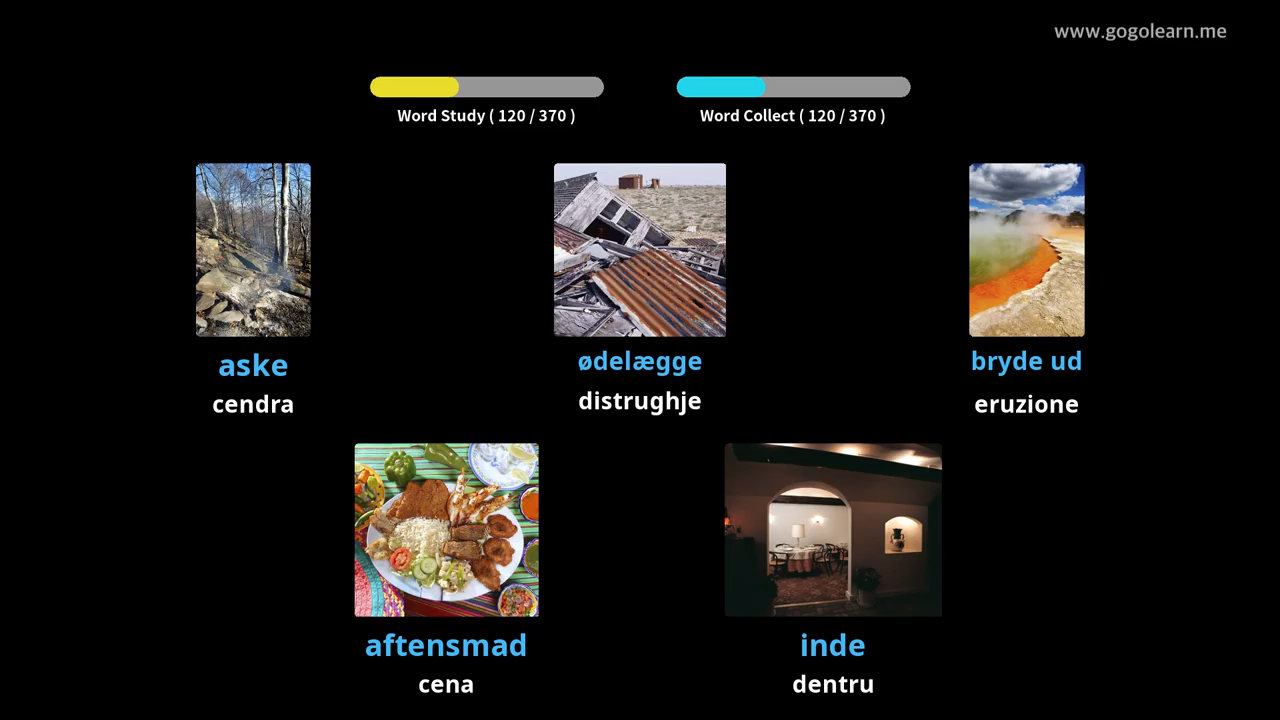 www.gogolearn.me
Word Study ( 120 / 370 )
Word Collect ( 120 / 370 )
aske
cendra
ødelægge
distrughje
bryde ud
eruzione
aftensmad
cena
inde
dentru